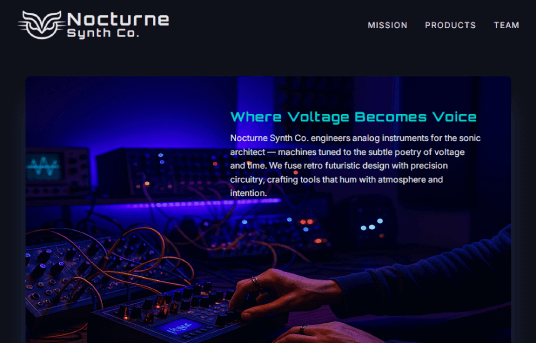 Nocturne
Synth Co.
MISSION PRODUCTS TEAM
Where Voltage Becomes Voice
Nocturne Synth Co. engineers analog instruments for the sonic
architect — machines tuned to the subtle poetry of voltage
and time. We fuse retro futuristic design with precision
circuitry, crafting tools that hum with atmosphere and
intention.